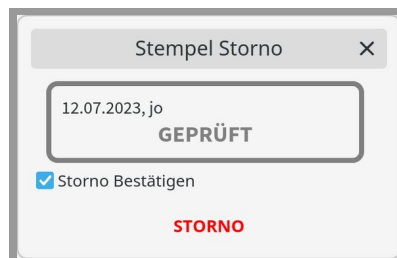 Stempel Storno
12.07.2023, jo
GEPRÜFT
Storno Bestätigen
STORNO